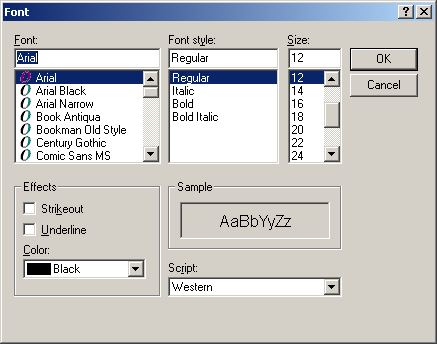 Font
Font:
Font style:
Size:
Arial
Regular
12
OK
Cancel
Arial
Arial Black
Arial Narrow
Book Antiqua
Bookman Old Style
Century Gothic
Comic Sans MS
Regular
Italic
Bold
Bold Italic
12
14
16
18
20
22
24
Effects
Strikeout
Underline
Color:
Black
Sample
AaBbYyZz
Script:
Western